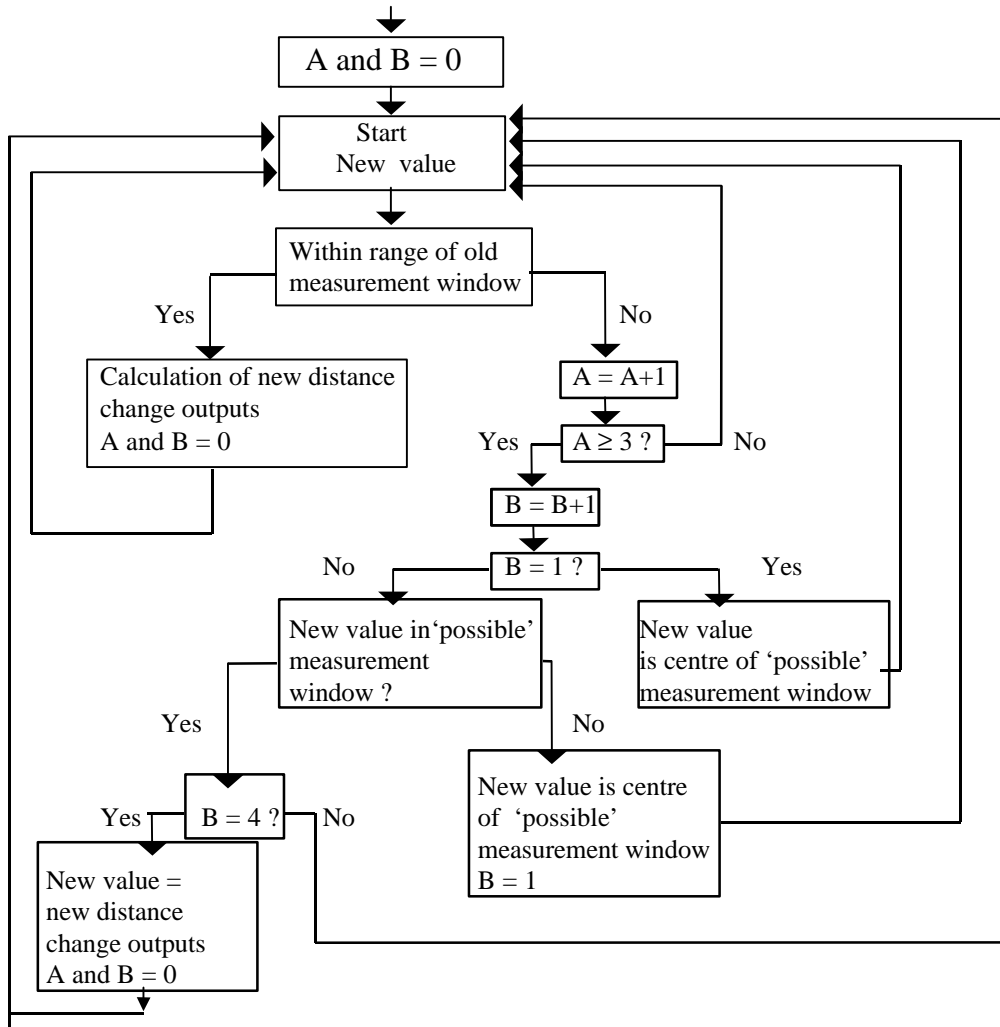 A and B = 0
Start
New value
Within range of old
measurement window
Yes
No
Calculation of new distance
change outputs
A and B = 0
A = A+1
Yes
A ≥ 3 ?
No
B = B+1
No
B = 1 ?
Yes
New value in‘possible’
measurement
window ?
New value
is centre of ‘possible’
measurement window
Yes
No
Yes
B = 4 ?
No
New value is centre
of ‘possible’
measurement window
B = 1
New value =
new distance
change outputs
A and B = 0